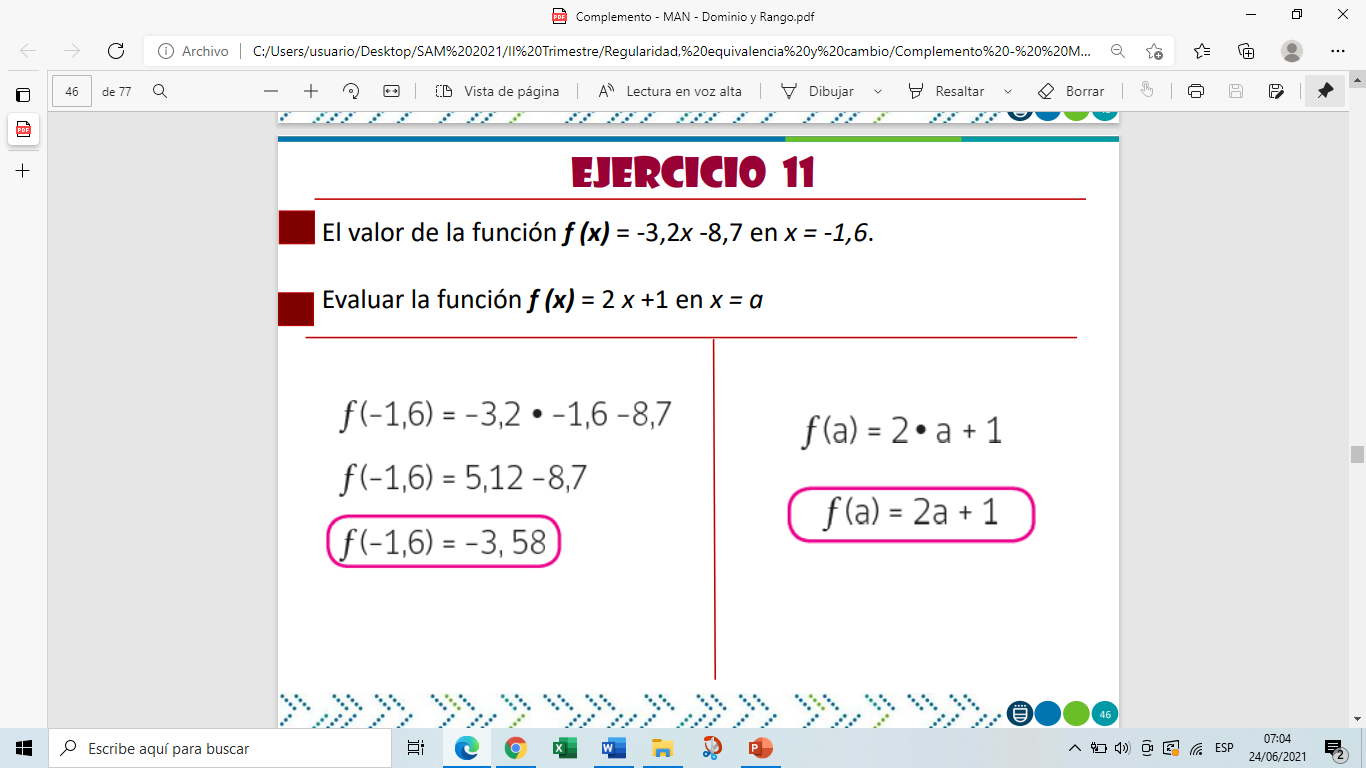 Complemento - MAN - Dominio y Rango.pdf
Archivo C:/Users/usuario/Desktop/SAM%202021/II%20Trimestre/Regularidad,%20equivalencia%20y%20cambio/Complemento%20-%20%20M...
46 de 77 Vista de página Lectura en voz alta Dibujar Resaltar Borrar
EJERCICIO 11
El valor de la función f (x) = -3,2x -8,7 en x = -1,6.
Evaluar la función f (x) = 2 x +1 en x = a
f(−1,6) = −3,2 • −1,6 −8,7
f(−1,6) = 5,12 −8,7
f(−1,6) = −3, 58
f(a) = 2• a + 1
f(a) = 2a + 1
46
Escribe aquí para buscar
ESP
07:04
24/06/2021
2